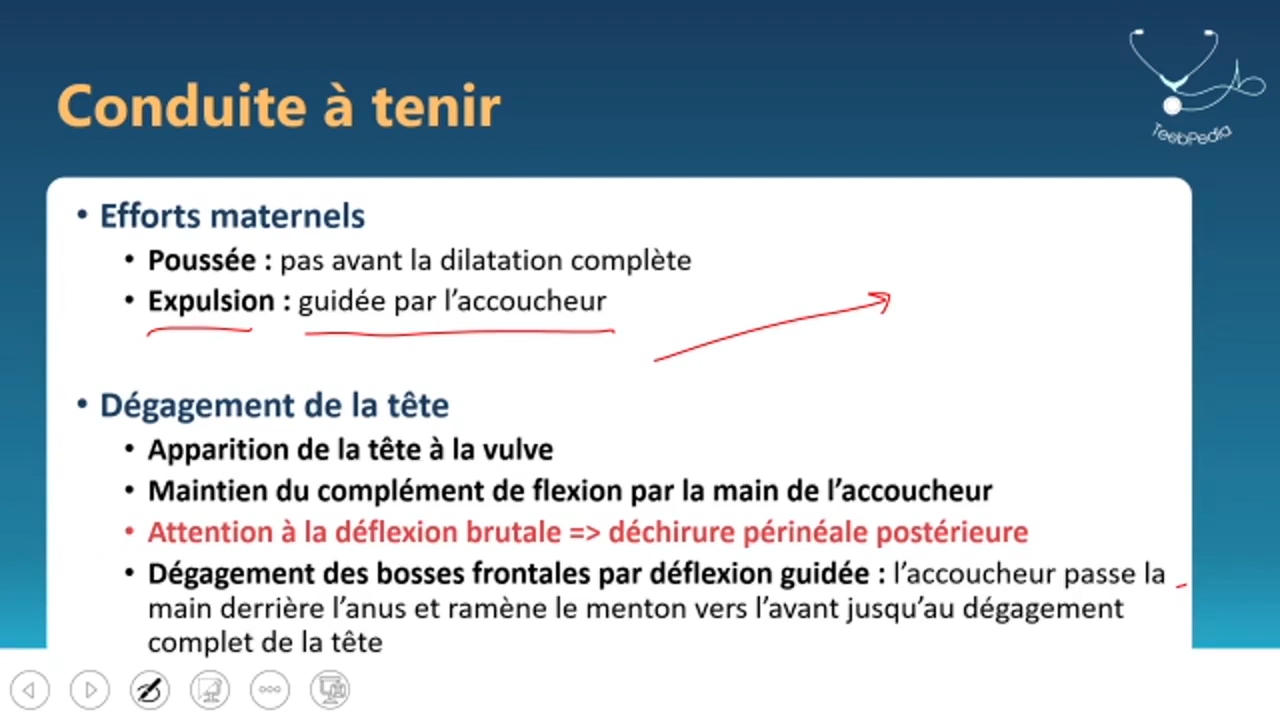 Conduite à tenir
TeebPedia
• Efforts maternels
• Poussée : pas avant la dilatation complète
• Expulsion : guidée par l’accoucheur
• Dégagement de la tête
• Apparition de la tête à la vulve
• Maintien du complément de flexion par la main de l’accoucheur
• Attention à la déflexion brutale => déchirure périnéale postérieure
• Dégagement des bosses frontales par déflexion guidée : l’accoucheur passe la
main derrière l’anus et ramène le menton vers l’avant jusqu’au dégagement
complet de la tête